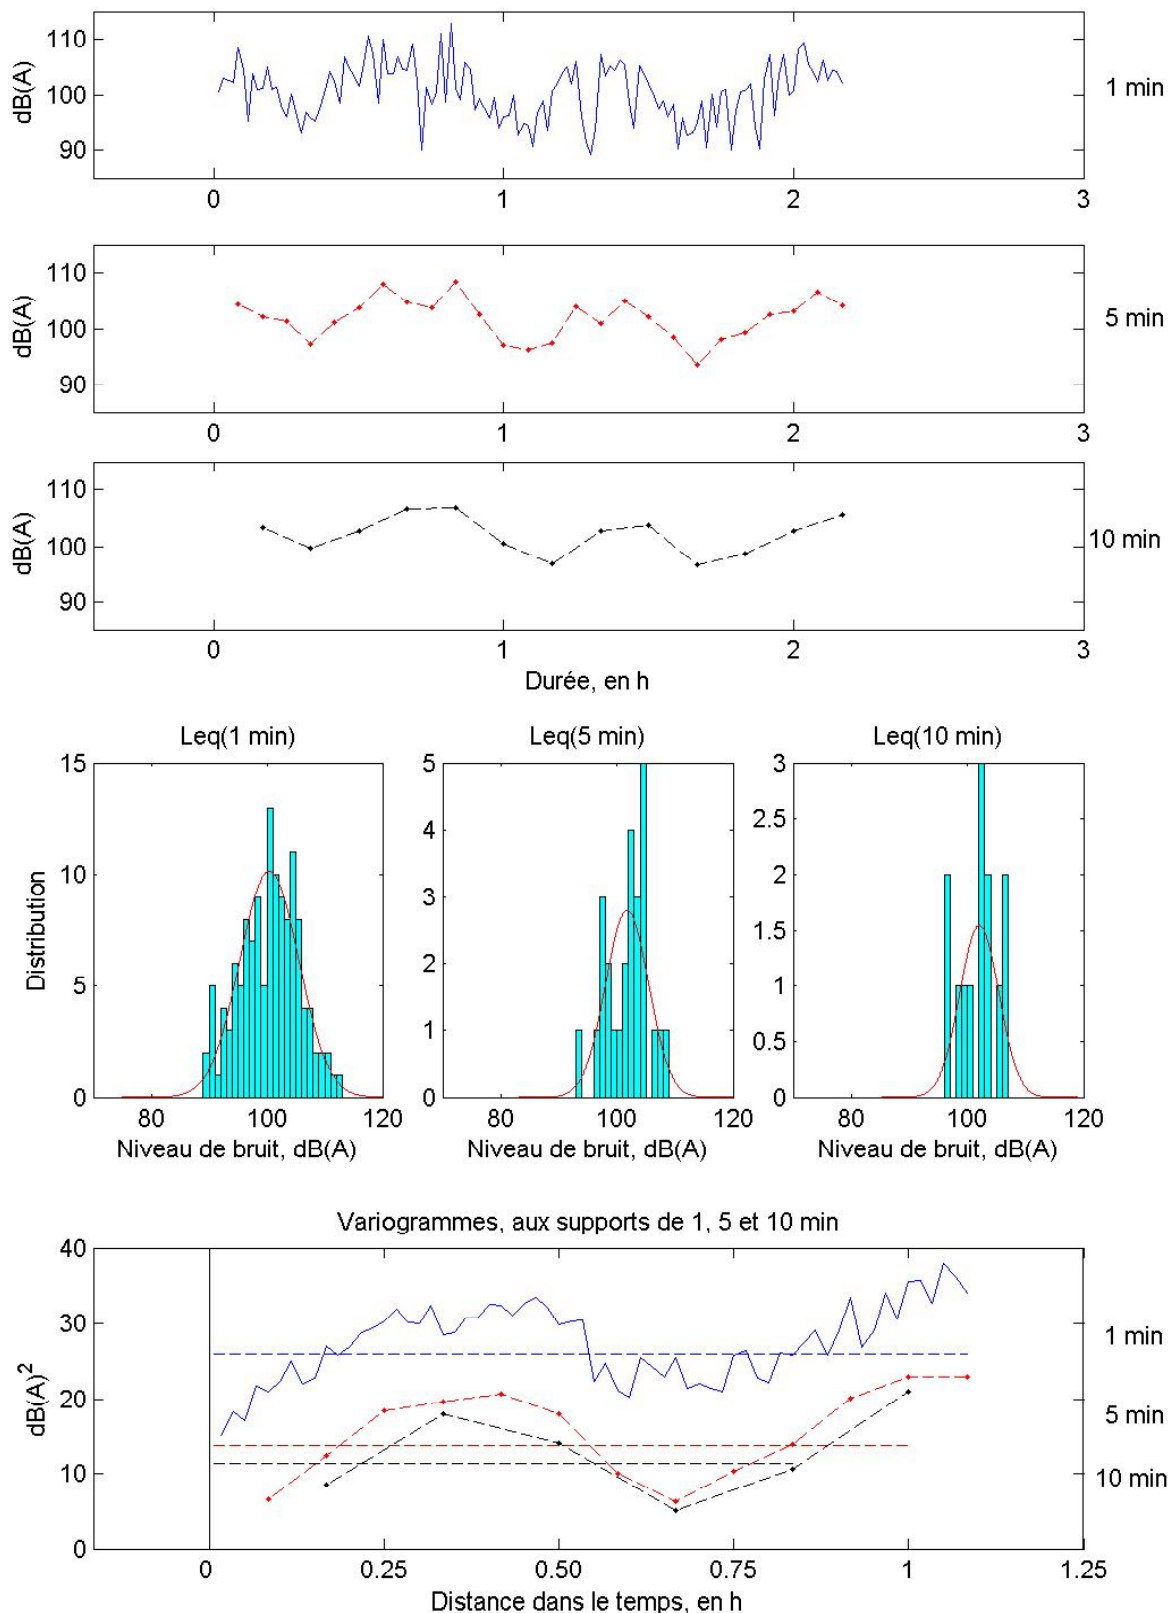 110
100
90
dB(A)
1 min
0 1 2 3
110
100
90
dB(A)
5 min
0 1 2 3
110
100
90
dB(A)
10 min
0 1 2 3
Durée, en h
Leq(1 min) Leq(5 min) Leq(10 min)
Distribution
15
10
5
0
80 100 120
Niveau de bruit, dB(A)
5
4
3
2
1
0
80 100 120
Niveau de bruit, dB(A)
3
2.5
2
1.5
1
0.5
0
80 100 120
Niveau de bruit, dB(A)
Variogrammes, aux supports de 1, 5 et 10 min
40
30
20
10
0
dB(A)²
1 min
5 min
10 min
0 0.25 0.50 0.75 1 1.25
Distance dans le temps, en h